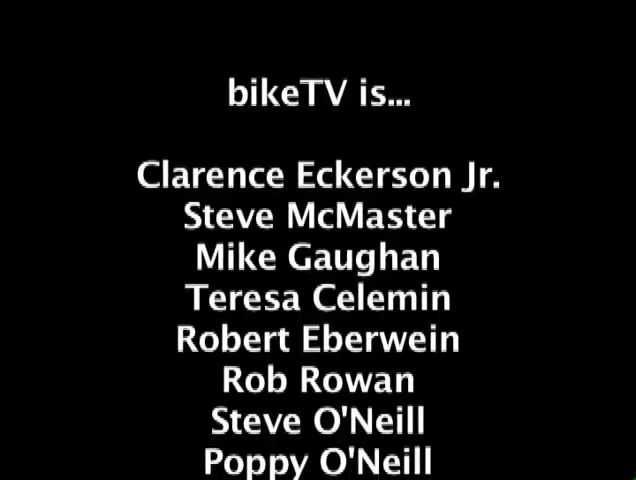 bikeTV is...
Clarence Eckerson Jr.
Steve McMaster
Mike Gaughan
Teresa Celemin
Robert Eberwein
Rob Rowan
Steve O'Neill
Poppy O'Neill